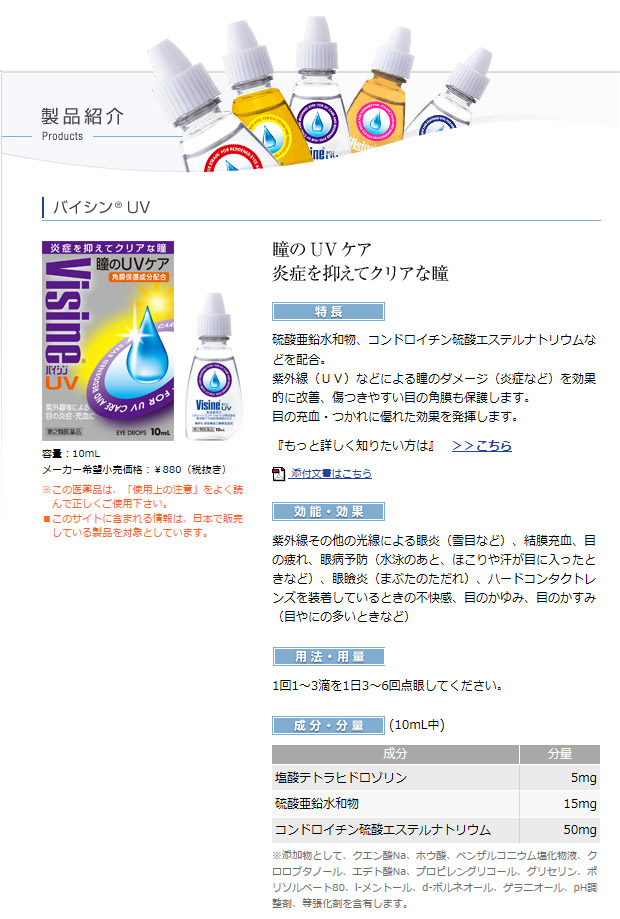 製品紹介
Products
Visine
バイシン® UV
炎症を抑えてクリアな瞳
瞳のUVケア
角膜保護成分配合
Visine
バイシン
UV
CARE AND REDDENED EYES
FOR UV CARE AND
紫外線等による
目の炎症・充血に
第2類医薬品
EYE DROPS 10mL
Visine
UV
第2類医薬品 10mL
容量：10mL
メーカー希望小売価格：￥880（税抜き）
※この医薬品は、「使用上の注意」をよく読
んで正しくご使用下さい。
■このサイトに含まれる情報は、日本で販売
している製品を対象としています。
瞳のＵＶケア
炎症を抑えてクリアな瞳
特長
硫酸亜鉛水和物、コンドロイチン硫酸エステルナトリウムな
どを配合。
紫外線（ＵＶ）などによる瞳のダメージ（炎症など）を効果
的に改善、傷つきやすい目の角膜も保護します。
目の充血・つかれに優れた効果を発揮します。
『もっと詳しく知りたい方は』 ＞＞こちら
添付文書はこちら
効能・効果
紫外線その他の光線による眼炎（雪目など）、結膜充血、目
の疲れ、眼病予防（水泳のあと、ほこりや汗が目に入ったと
きなど）、眼瞼炎（まぶたのただれ）、ハードコンタクトレ
ンズを装着しているときの不快感、目のかゆみ、目のかすみ
（目やにの多いときなど）
用法・用量
1回1～3滴を1日3～6回点眼してください。
成分・分量 (10mL中)
成分 分量
塩酸テトラヒドロゾリン 5mg
硫酸亜鉛水和物 15mg
コンドロイチン硫酸エステルナトリウム 50mg
※添加物として、クエン酸Na、ホウ酸、ベンザルコニウム塩化物液、ク
ロロブタノール、エデト酸Na、プロピレングリコール、グリセリン、ポ
リソルベート80、l-メントール、d-ボルネオール、ゲラニオール、pH調
整剤、等張化剤を含有します。